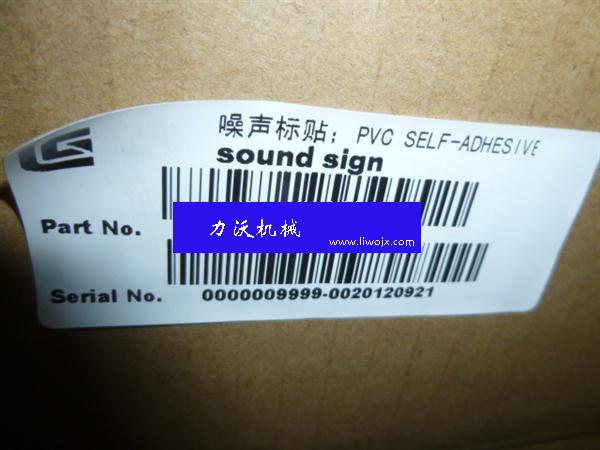 噪声标贴; PVC SELF-ADHESIVE
sound sign
Part No.
力沃机械
www.liwojx.com
Serial No. 0000009999-0020120921